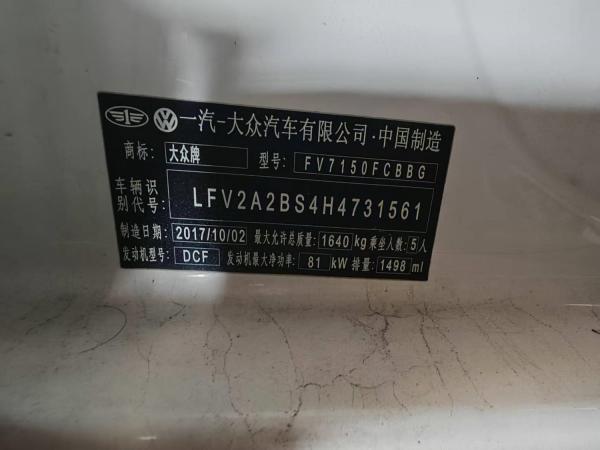 一汽-大众汽车有限公司·中国制造
商标: 大众牌 型号: FV7150FCBBG
车辆识别代号: LFV2A2BS4H4731561
制造日期: 2017/10/02 最大允许总质量: 1640 kg 乘坐人数: 5人
发动机型号: DCF 发动机最大净功率: 81 kW 排量: 1498 ml